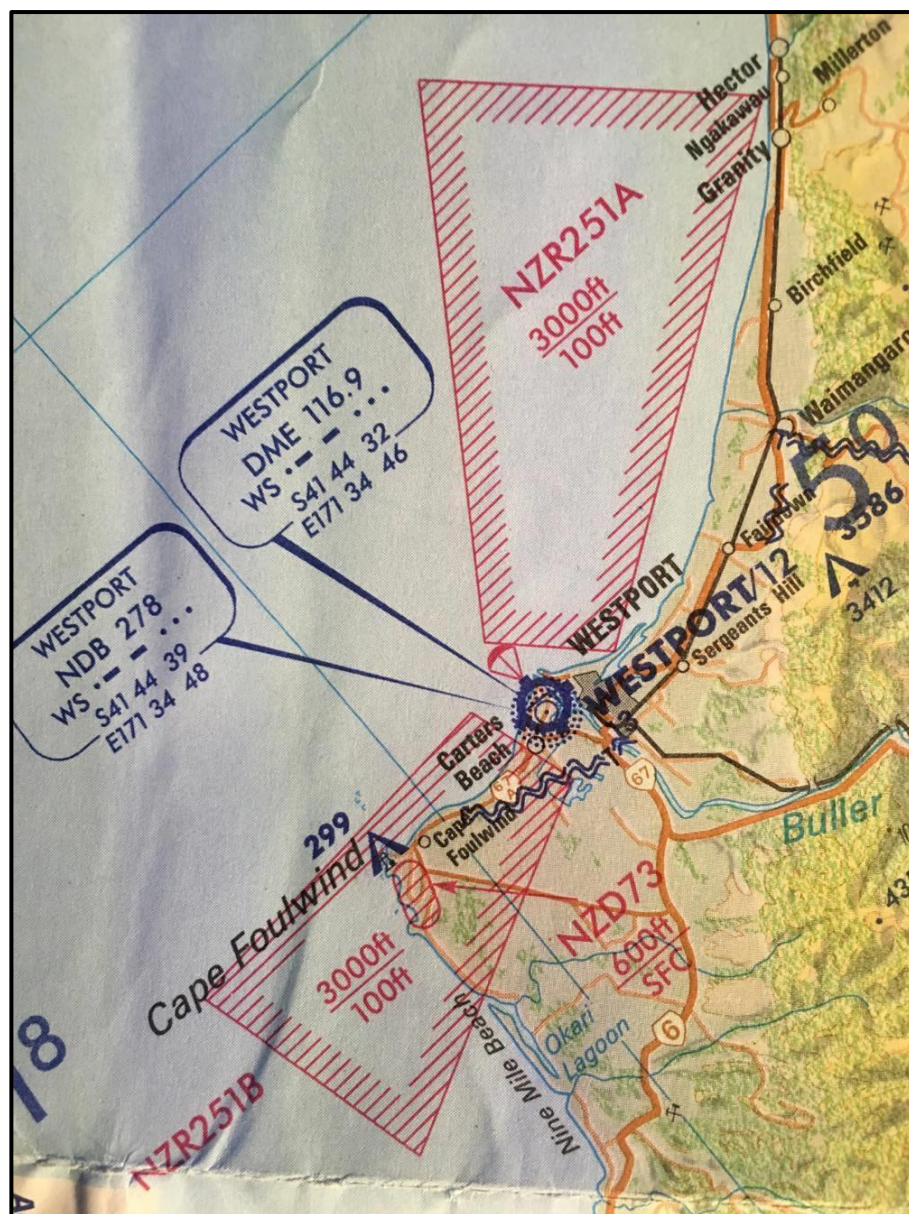 Hector
Ngakawau
Millerton
Granity
NZR251A
3000ft
100ft
Birchfield
WESTPORT
DME 116.9
WS
S41 44 32
E171 34 46
Fairdown
3586
3412
WESTPORT
WESTPORT/12
Sergeants Hill
WESTPORT
NDB 278
WS
S41 44 39
E171 34 48
Carters
Beach
67
A
67
Buller
299
Cape
Foulwind
Cape Foulwind
NZD73
600ft
SFC
3000ft
100ft
6
Okari
Lagoon
Nine Mile Beach
NZR251B
A